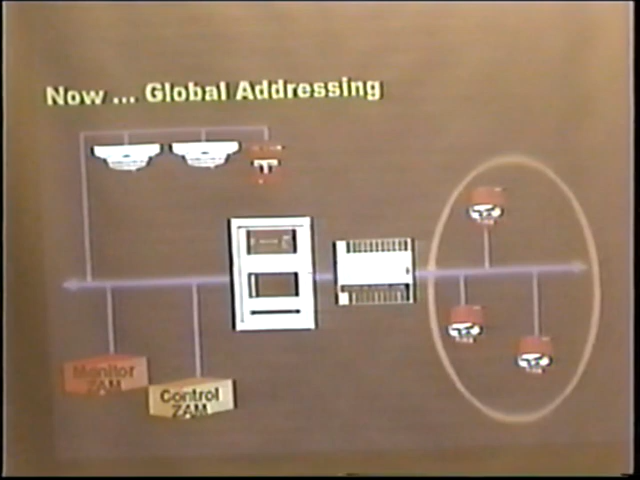 Now ... Global Addressing
Monitor
ZAM
Control
ZAM